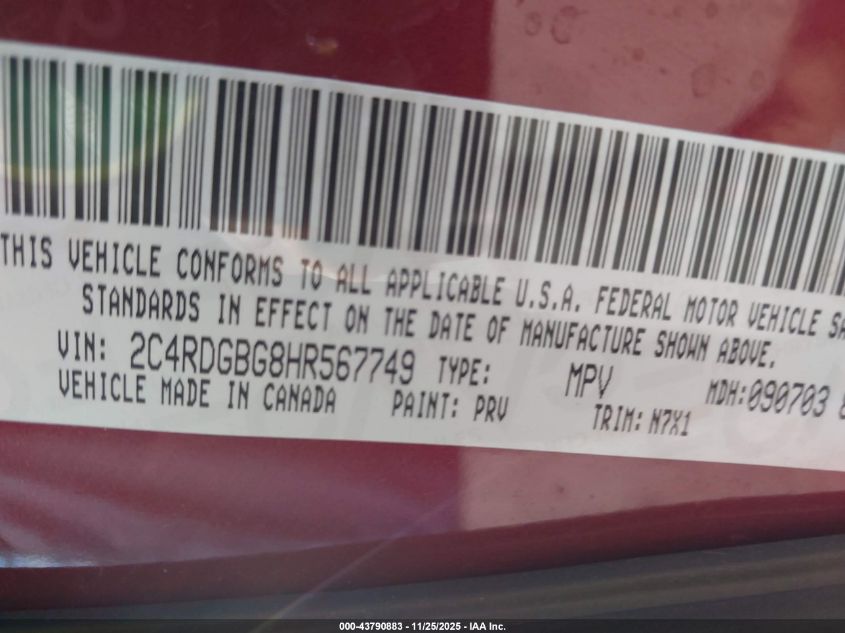 THIS VEHICLE CONFORMS TO ALL APPLICABLE U.S.A. FEDERAL MOTOR VEHICLE SA
STANDARDS IN EFFECT ON THE DATE OF MANUFACTURE SHOWN ABOVE.
VIN: 2C4RDGBG8HR567749 TYPE: MPV MDH:090703
VEHICLE MADE IN CANADA PAINT: PRV TRIM: N7X1
000-43790883 - 11/25/2025 - IAA Inc.